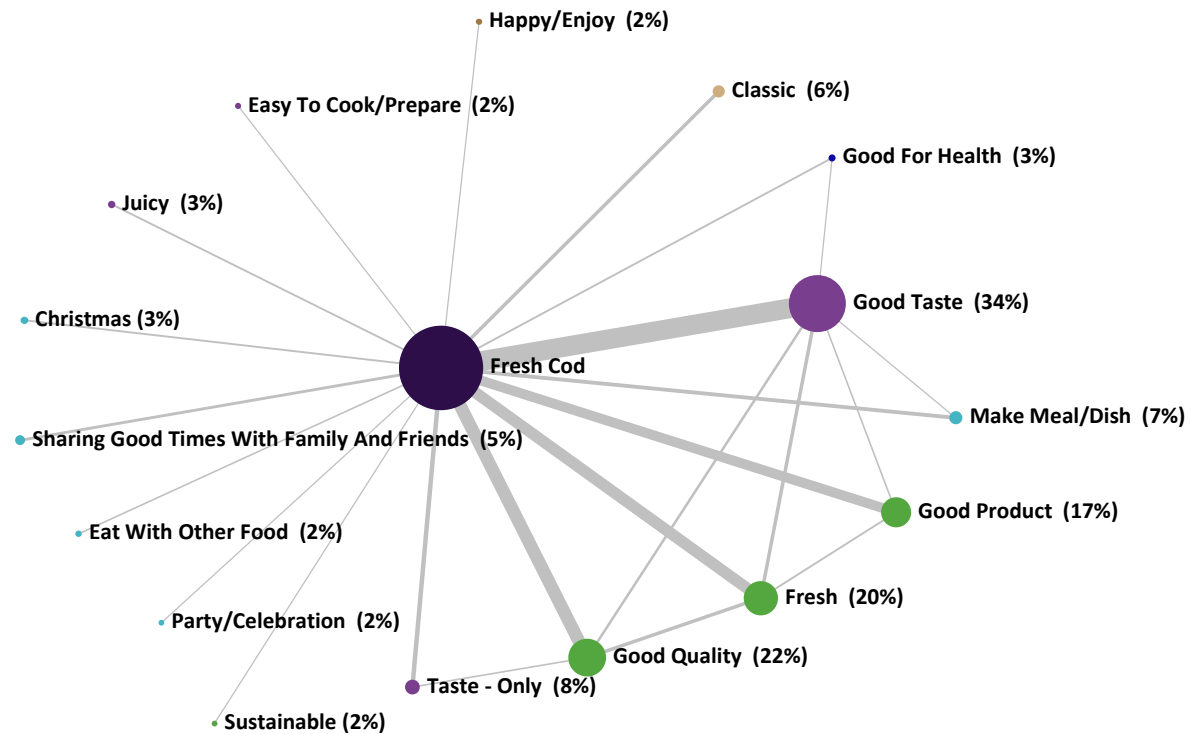 Happy/Enjoy (2%)
Classic (6%)
Easy To Cook/Prepare (2%)
Good For Health (3%)
Juicy (3%)
Good Taste (34%)
Christmas (3%)
Fresh Cod
Make Meal/Dish (7%)
Sharing Good Times With Family And Friends (5%)
Good Product (17%)
Eat With Other Food (2%)
Fresh (20%)
Party/Celebration (2%)
Good Quality (22%)
Taste - Only (8%)
Sustainable (2%)